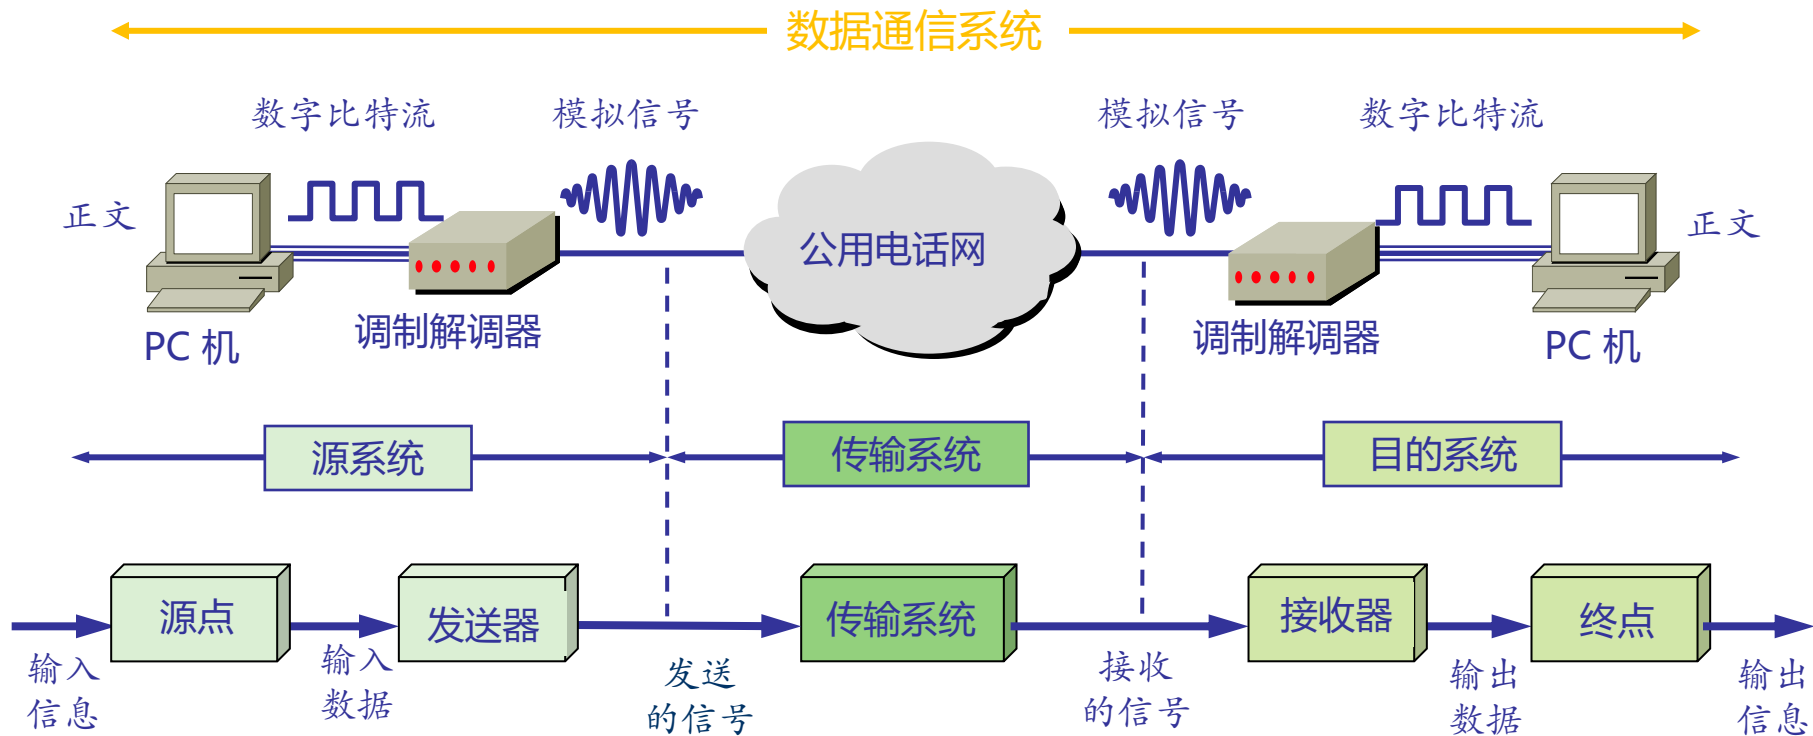 数据通信系统
数字比特流
模拟信号
模拟信号
数字比特流
正文
公用电话网
正文
PC 机
调制解调器
调制解调器
PC 机
源系统
传输系统
目的系统
源点
发送器
传输系统
接收器
终点
输入
信息
输入
数据
发送
的信号
接收
的信号
输出
数据
输出
信息